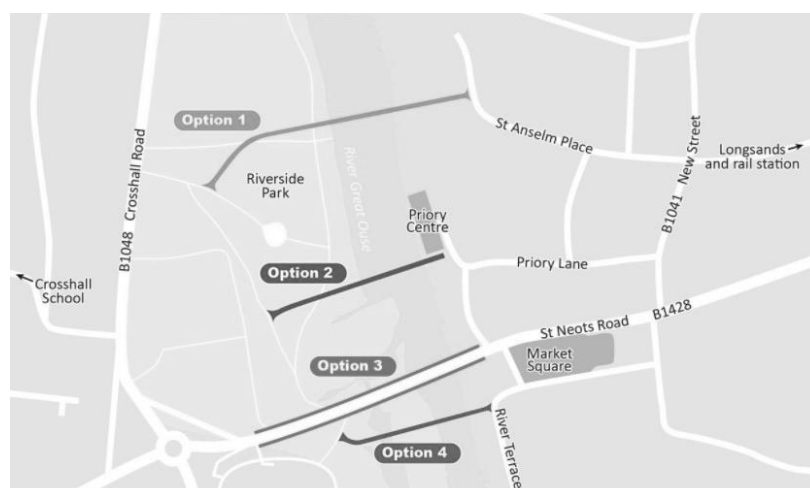 Option 1
St Anselm Place
Longsands
and rail station
B1041 New Street
B1048 Crosshall Road
Riverside
Park
River Great Ouse
Priory
Centre
Priory Lane
Option 2
Crosshall
School
St Neots Road
B1428
Option 3
Market
Square
River Terrace
Option 4